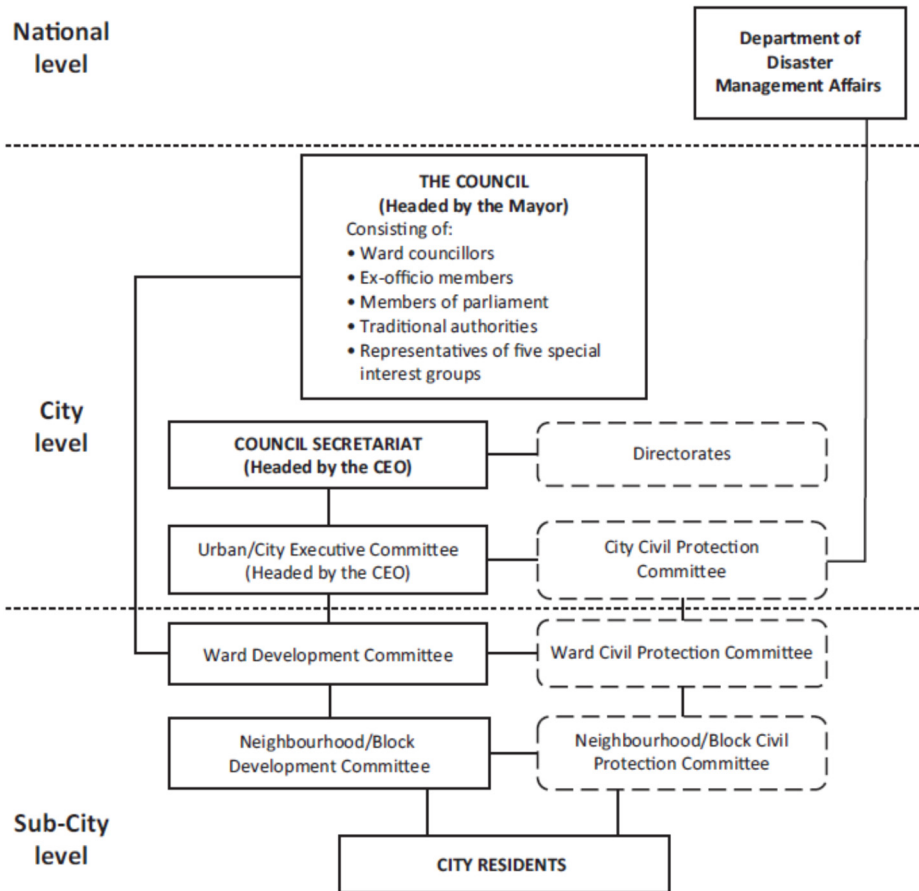 National
level
Department of
Disaster
Management Affairs
THE COUNCIL
(Headed by the Mayor)
Consisting of:
• Ward councillors
• Ex-officio members
• Members of parliament
• Traditional authorities
• Representatives of five special
interest groups
City
level
COUNCIL SECRETARIAT
(Headed by the CEO)
Directorates
Urban/City Executive Committee
(Headed by the CEO)
City Civil Protection
Committee
Ward Development Committee
Ward Civil Protection Committee
Neighbourhood/Block
Development Committee
Neighbourhood/Block Civil
Protection Committee
Sub-City
level
CITY RESIDENTS